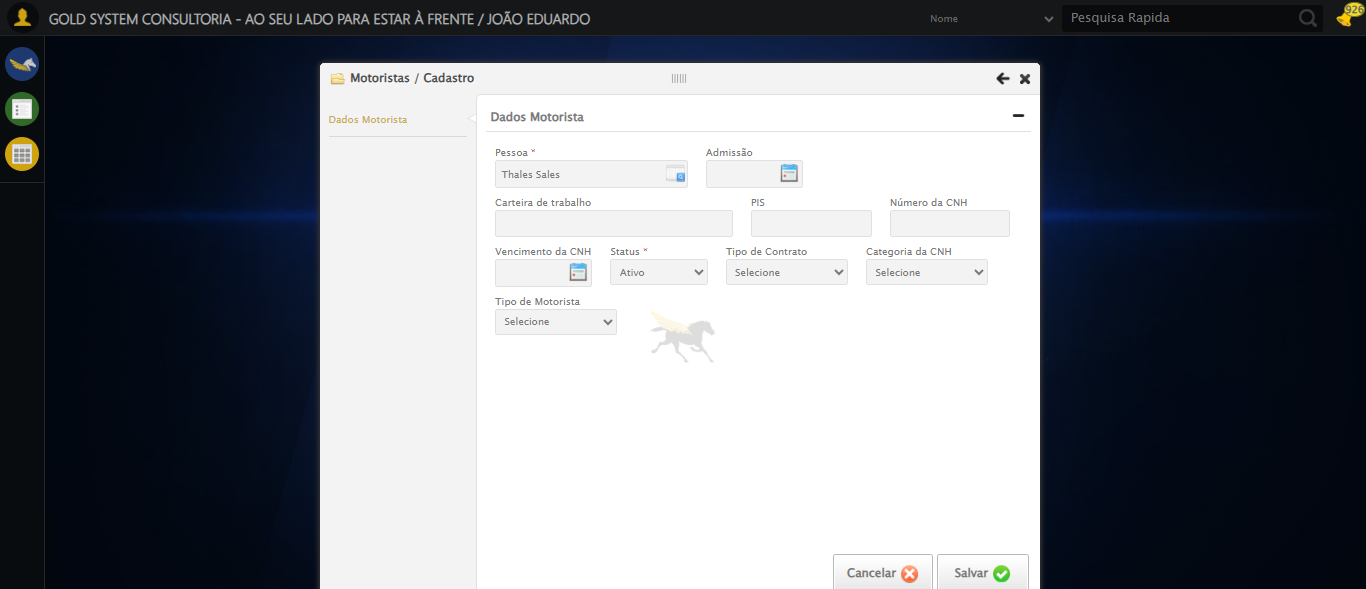 GOLD SYSTEM CONSULTORIA - AO SEU LADO PARA ESTAR À FRENTE / JOÃO EDUARDO
Nome
Pesquisa Rapida
926
Motoristas / Cadastro
Dados Motorista
Dados Motorista
Pessoa *
Admissão
Thales Sales
Carteira de trabalho
PIS
Número da CNH
Vencimento da CNH
Status *
Tipo de Contrato
Categoria da CNH
Ativo
Selecione
Selecione
Tipo de Motorista
Selecione
Cancelar
Salvar